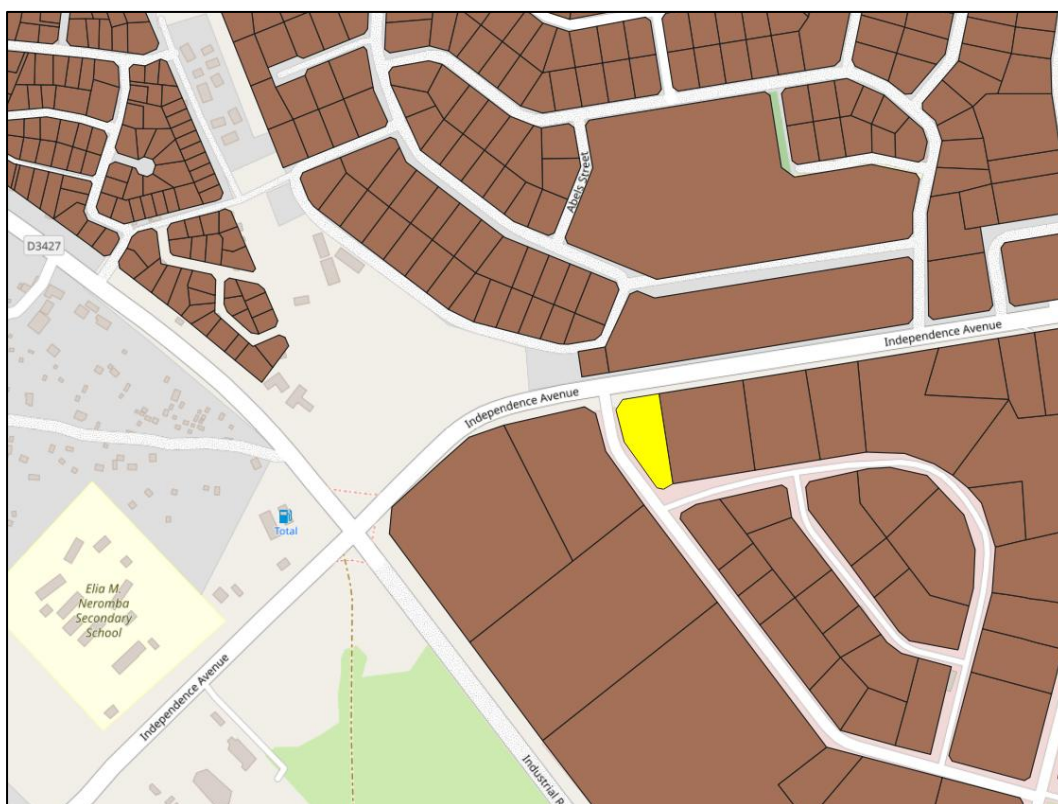 Abels Street
D3427
Independence Avenue
Independence Avenue
Total
Elia M.
Neromba
Secondary
School
Independence Avenue
Industrial R